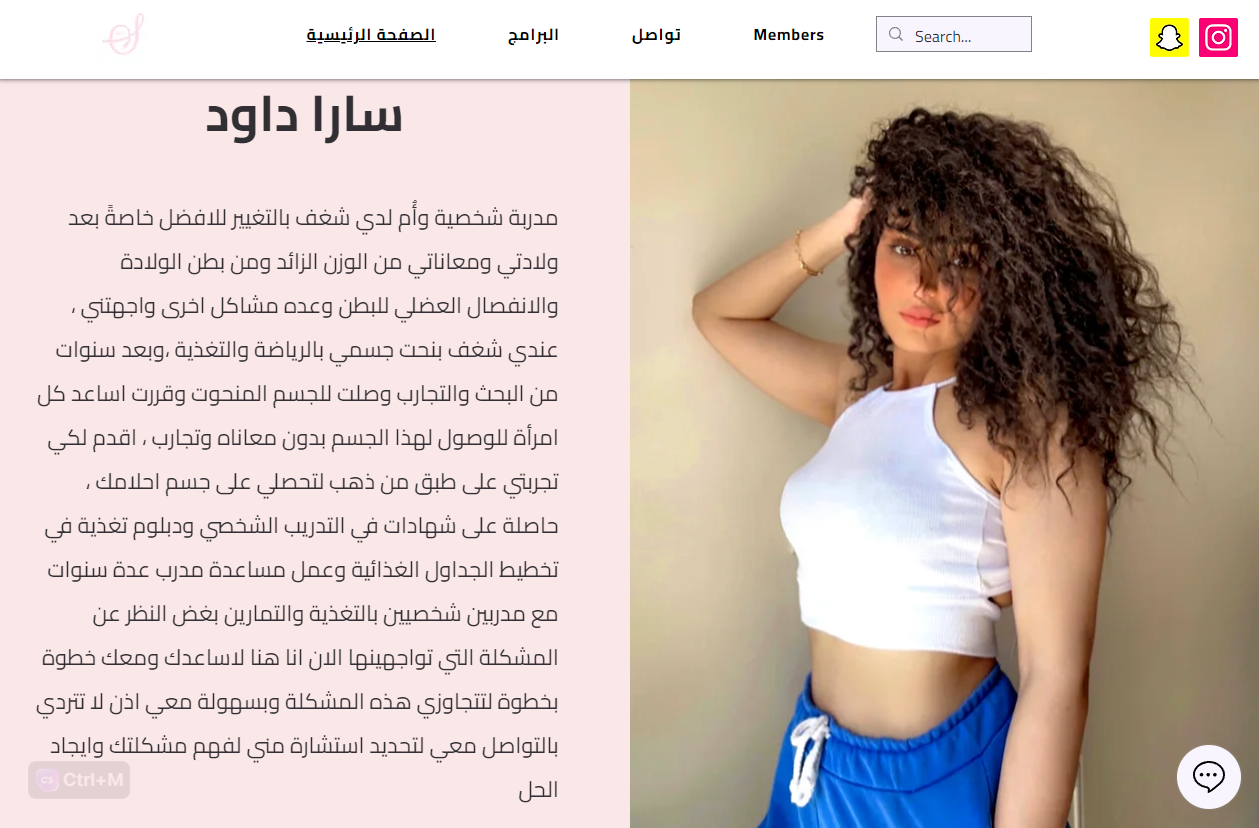 الصفحة الرئيسية
البرامج
تواصل
Members
Search...
سارا داود
مدربة شخصية وأُم لدي شغف بالتغيير للافضل خاصةً بعد
ولادتي ومعاناتي من الوزن الزائد ومن بطن الولادة
والانفصال العضلي للبطن وعده مشاكل اخرى واجهتني ،
عندي شغف بنحت جسمي بالرياضة والتغذية ،وبعد سنوات
من البحث والتجارب وصلت للجسم المنحوت وقررت اساعد كل
امرأة للوصول لهذا الجسم بدون معاناه وتجارب ، اقدم لكي
تجربتي على طبق من ذهب لتحصلي على جسم احلامك ،
حاصلة على شهادات في التدريب الشخصي ودبلوم تغذية في
تخطيط الجداول الغذائية وعمل مساعدة مدرب عدة سنوات
مع مدربين شخصيين بالتغذية والتمارين بغض النظر عن
المشكلة التي تواجهينها الان انا هنا لاساعدك ومعك خطوة
بخطوة لتتجاوزي هذه المشكلة وبسهولة معي اذن لا تتردي
بالتواصل معي لتحديد استشارة مني لفهم مشكلتك وايجاد
الحل
CS Ctrl+M